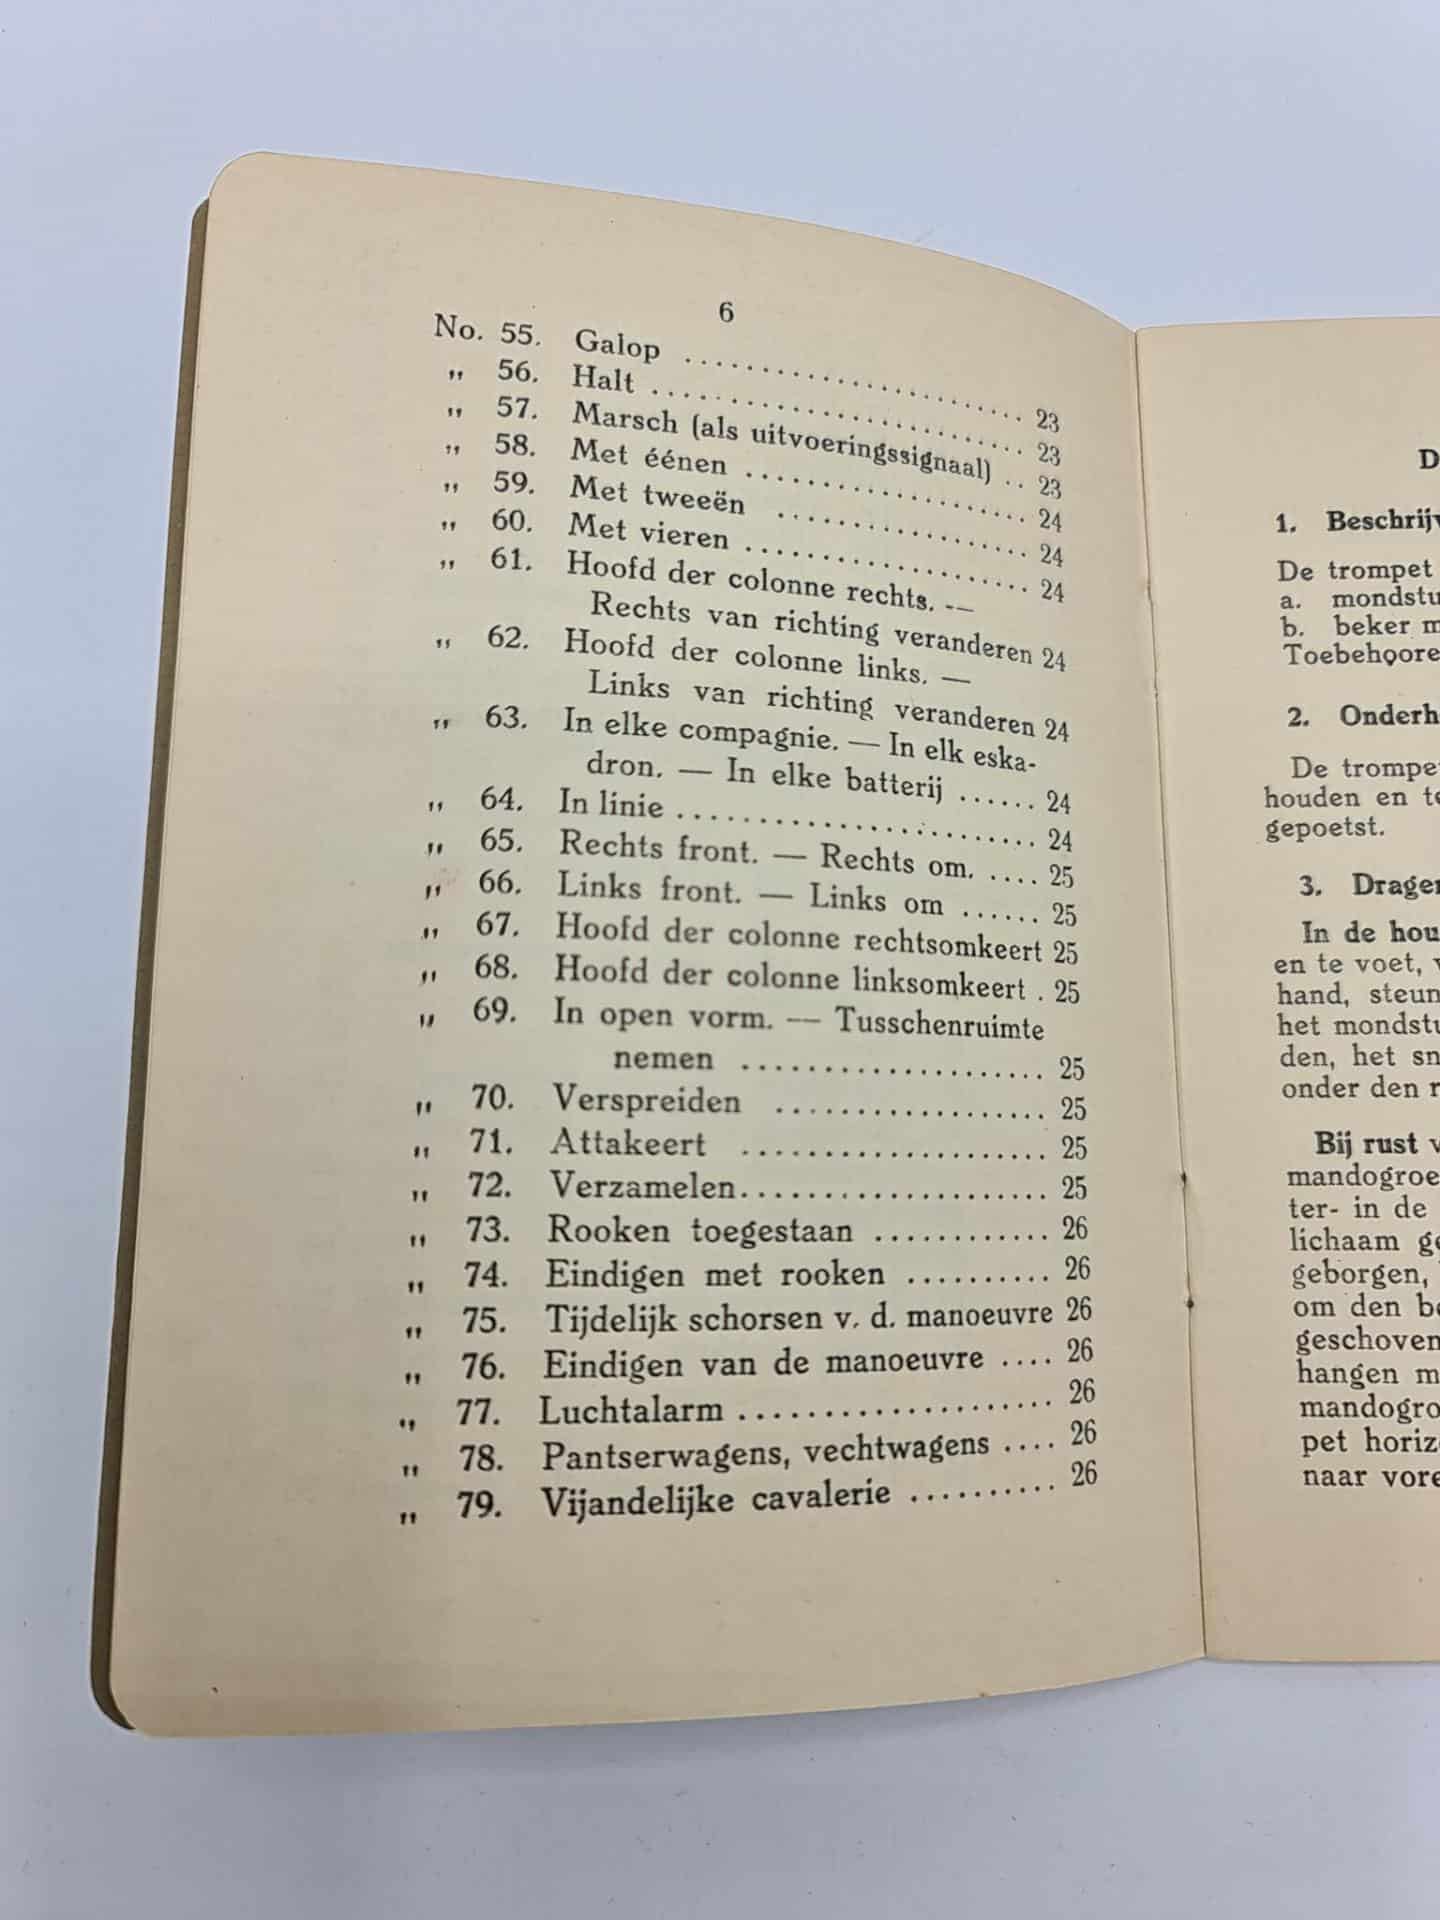 6
No. 55. Galop .......................... 23
" 56. Halt .......................... 23
" 57. Marsch (als uitvoeringssignaal) .. 23
" 58. Met éénen .................... 24
" 59. Met tweeën .................. 24
" 60. Met vieren .................... 24
" 61. Hoofd der colonne rechts. —
Rechts van richting veranderen 24
" 62. Hoofd der colonne links. —
Links van richting veranderen 24
" 63. In elke compagnie. — In elk eska-
dron. — In elke batterij ...... 24
" 64. In linie ........................ 24
" 65. Rechts front. — Rechts om. .... 25
" 66. Links front. — Links om ...... 25
" 67. Hoofd der colonne rechtsomkeert 25
" 68. Hoofd der colonne linksomkeert . 25
" 69. In open vorm. — Tusschenruimte
nemen .................... 25
" 70. Verspreiden .................. 25
" 71. Attakeert .................... 25
" 72. Verzamelen..................... 25
" 73. Rooken toegestaan ............ 26
" 74. Eindigen met rooken .......... 26
" 75. Tijdelijk schorsen v. d. manoeuvre 26
" 76. Eindigen van de manoeuvre .... 26
" 77. Luchtalarm ..................... 26
" 78. Pantserwagens, vechtwagens .... 26
" 79. Vijandelijke cavalerie .......... 26
D
1. Beschrijv
De trompet
a. mondstu
b. beker m
Toebehoore
2. Onderh
De trompe
houden en te
gepoetst.
3. Drage
In de hou
en te voet, v
hand, steun
het mondstu
den, het sn
onder den r
Bij rust v
mandogroe
ter- in de
lichaam ge
geborgen,
om den be
geschoven
hangen m
mandogro
pet horiz
naar vore